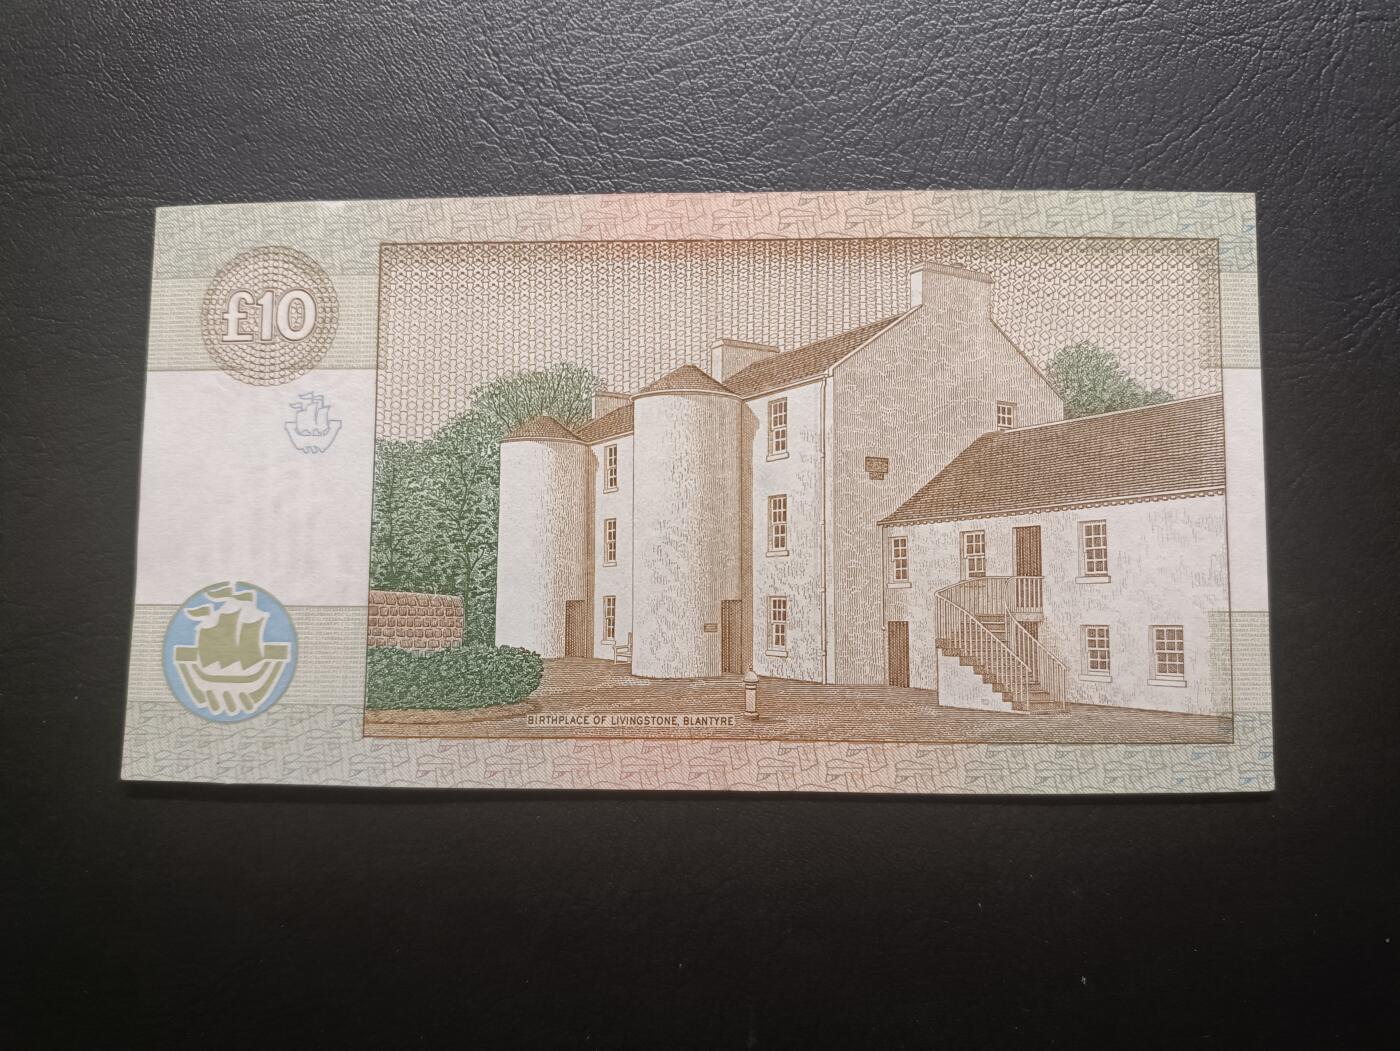 £10
BIRTHPLACE OF LIVINGSTONE, BLANTYRE